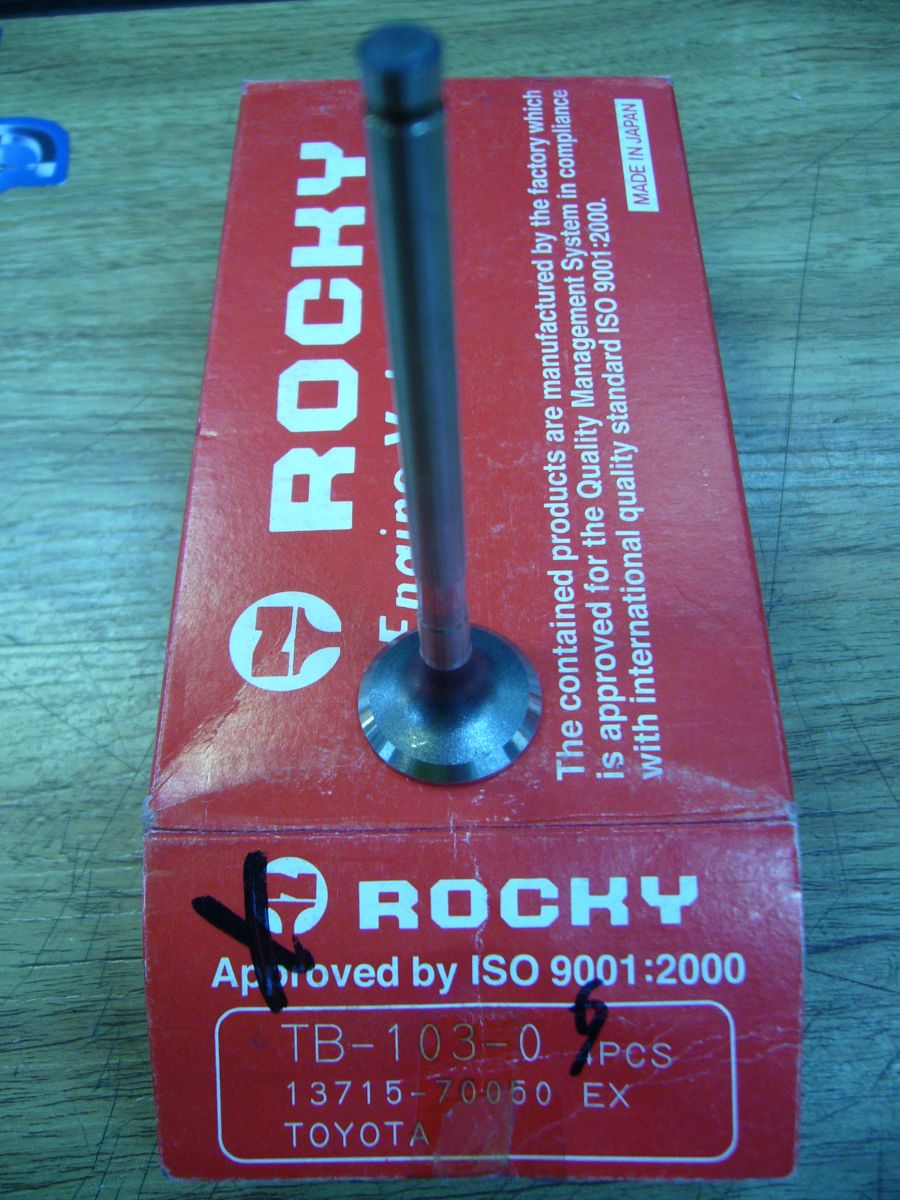 ROCKY
Engine
The contained products are manufactured by the factory which
is approved for the Quality Management System in compliance
with international quality standard ISO 9001:2000.
MADE IN JAPAN
ROCKY
Approved by ISO 9001:2000
TB-103-0 PCS
13715-70050 EX
TOYOTA